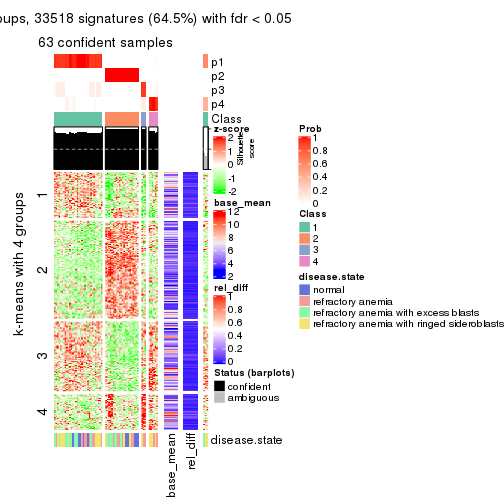 oups, 33518 signatures (64.5%) with fdr < 0.05
63 confident samples
p1
p2
p3
p4
Class
Silhouette
score
k-means with 4 groups
1
2
3
4
disease.state
base_mean
rel_diff
z-score
2
1
0
-1
-2
base_mean
12
10
8
6
4
2
rel_diff
1
0.8
0.6
0.4
0.2
0
Status (barplots)
confident
ambiguous
Prob
1
0.8
0.6
0.4
0.2
0
Class
1
2
3
4
disease.state
normal
refractory anemia
refractory anemia with excess blasts
refractory anemia with ringed sideroblasts